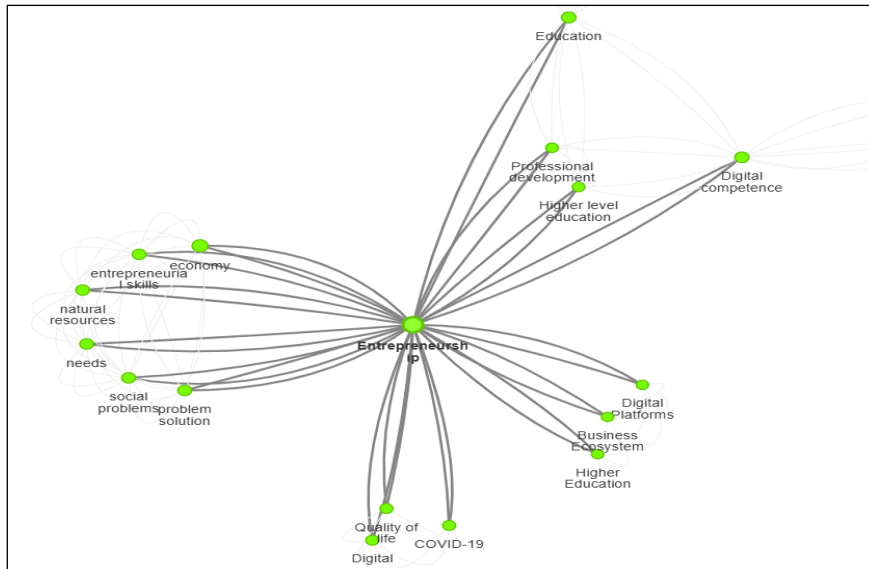 Education
Professional
development
Digital
competence
Higher level
education
economy
entrepreneuria
l skills
natural
resources
Entrepreneursh
ip
needs
social
problems
problem
solution
Digital
Platforms
Business
Ecosystem
Higher
Education
Quality of
life
COVID-19
Digital